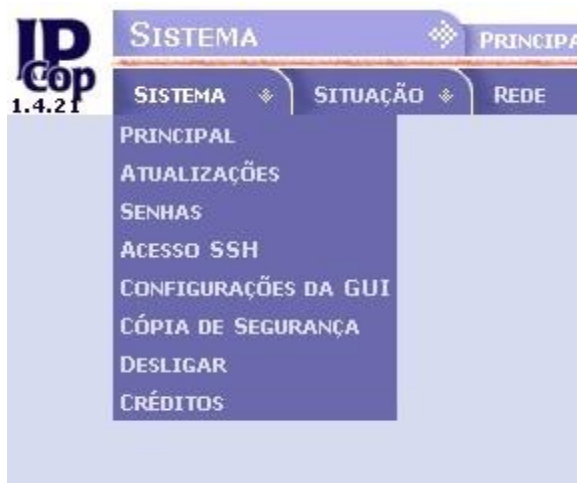 IP
Cop
1.4.21
SISTEMA
PRINCIPA
SISTEMA SITUAÇÃO REDE
PRINCIPAL
ATUALIZAÇÕES
SENHAS
ACESSO SSH
CONFIGURAÇÕES DA GUI
CÓPIA DE SEGURANÇA
DESLIGAR
CRÉDITOS